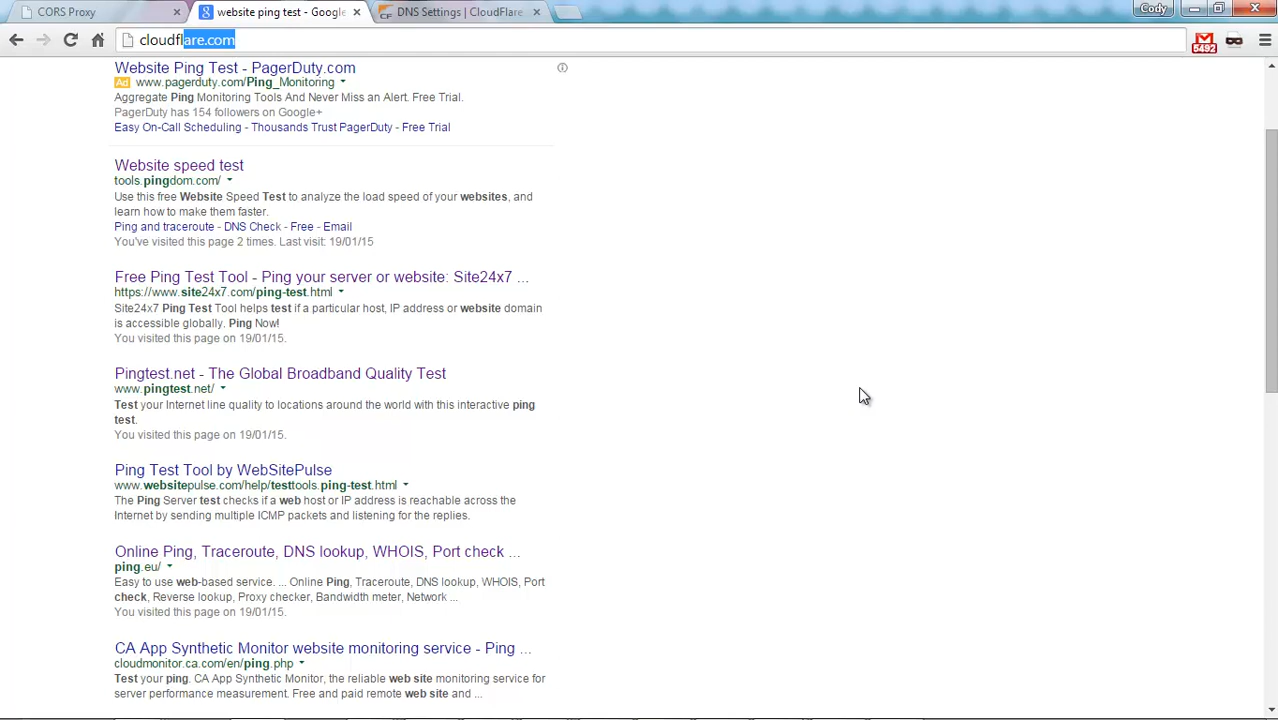 CORS Proxy
website ping test - Google
DNS Settings | CloudFlare
Cody
cloudflare.com
5492
Website Ping Test - PagerDuty.com
Ad www.pagerduty.com/Ping_Monitoring
Aggregate Ping Monitoring Tools And Never Miss an Alert. Free Trial.
PagerDuty has 154 followers on Google+
Easy On-Call Scheduling - Thousands Trust PagerDuty - Free Trial
Website speed test
tools.pingdom.com/
Use this free Website Speed Test to analyze the load speed of your websites, and
learn how to make them faster.
Ping and traceroute - DNS Check - Free - Email
You've visited this page 2 times. Last visit: 19/01/15
Free Ping Test Tool - Ping your server or website: Site24x7 ...
https://www.site24x7.com/ping-test.html
Site24x7 Ping Test Tool helps test if a particular host, IP address or website domain
is accessible globally. Ping Now!
You visited this page on 19/01/15.
Pingtest.net - The Global Broadband Quality Test
www.pingtest.net/
Test your Internet line quality to locations around the world with this interactive ping
test.
You visited this page on 19/01/15.
Ping Test Tool by WebSitePulse
www.websitepulse.com/help/testtools.ping-test.html
The Ping Server test checks if a web host or IP address is reachable across the
Internet by sending multiple ICMP packets and listening for the replies.
Online Ping, Traceroute, DNS lookup, WHOIS, Port check ...
ping.eu/
Easy to use web-based service. ... Online Ping, Traceroute, DNS lookup, WHOIS, Port
check, Reverse lookup, Proxy checker, Bandwidth meter, Network ...
You visited this page on 19/01/15.
CA App Synthetic Monitor website monitoring service - Ping ...
cloudmonitor.ca.com/en/ping.php
Test your ping. CA App Synthetic Monitor, the reliable web site monitoring service for
server performance measurement. Free and paid remote web site and ...